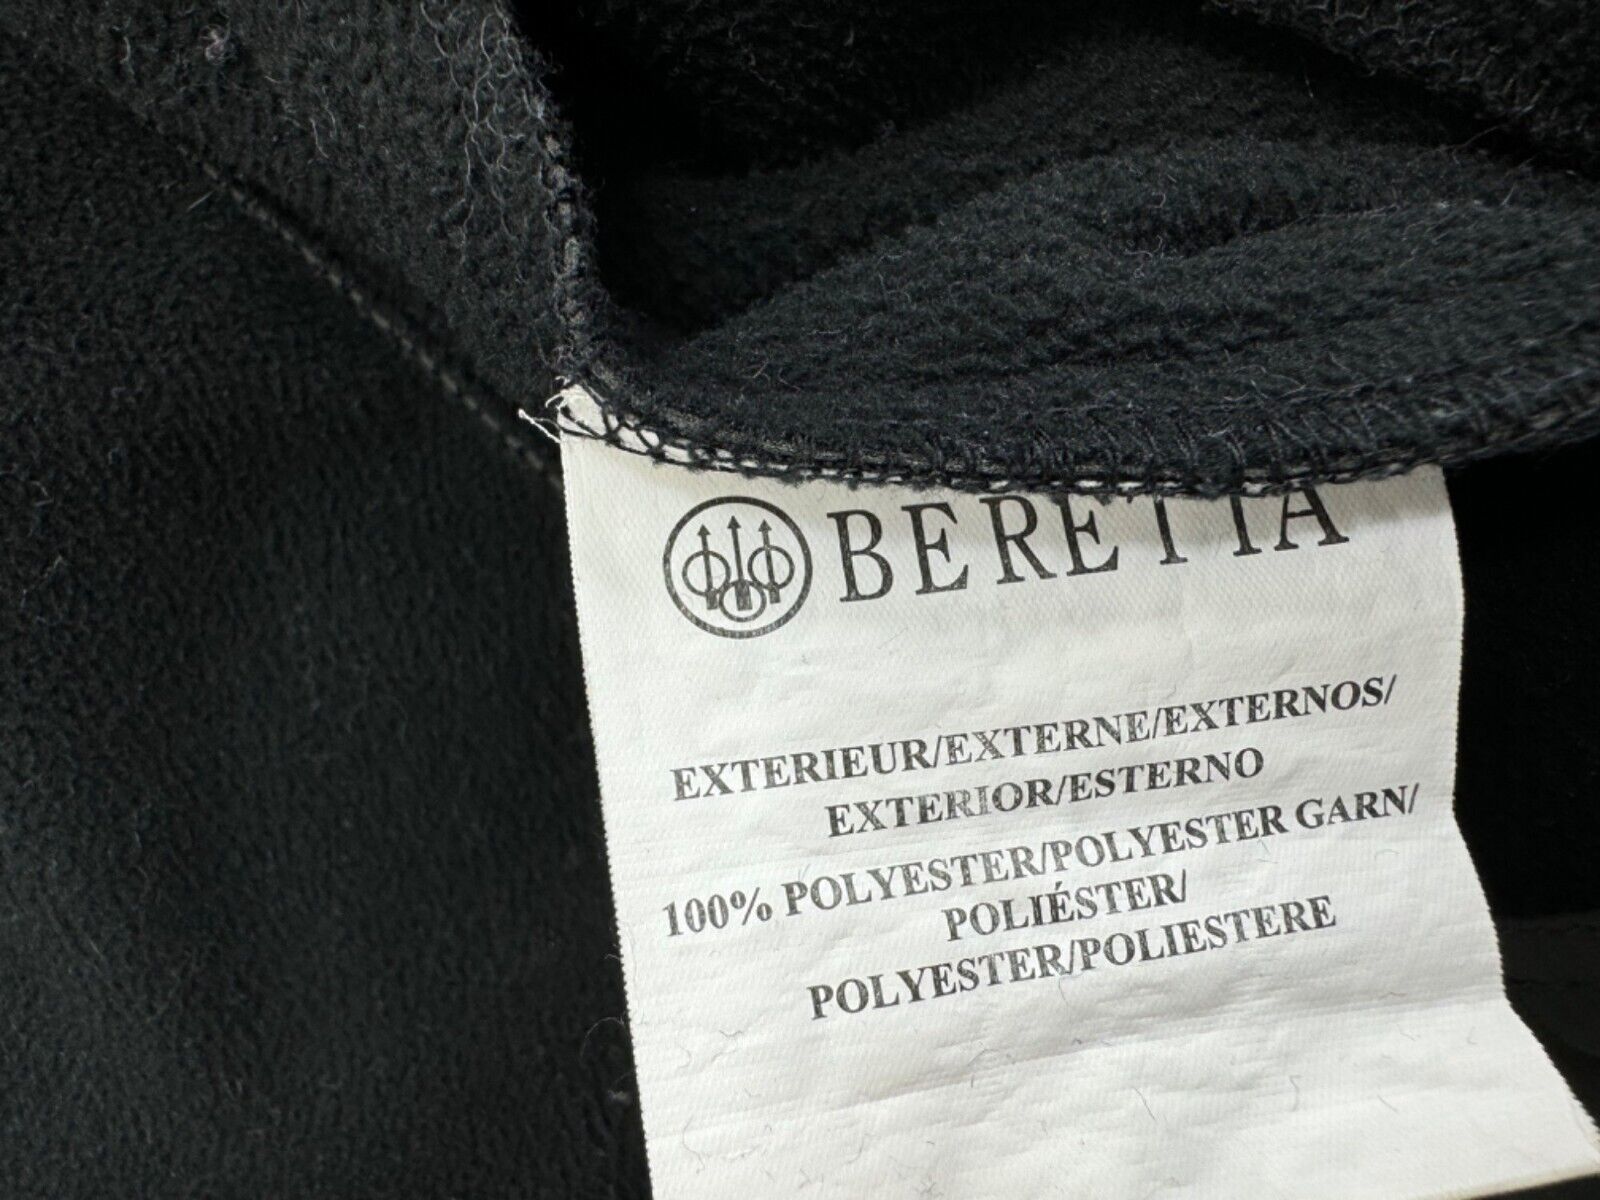 BERETTA
EXTERIEUR/EXTERNE/EXTERNOS/
EXTERIOR/ESTERNO
100% POLYESTER/POLYESTER GARN/
POLIÉSTER/
POLYESTER/POLIESTERE